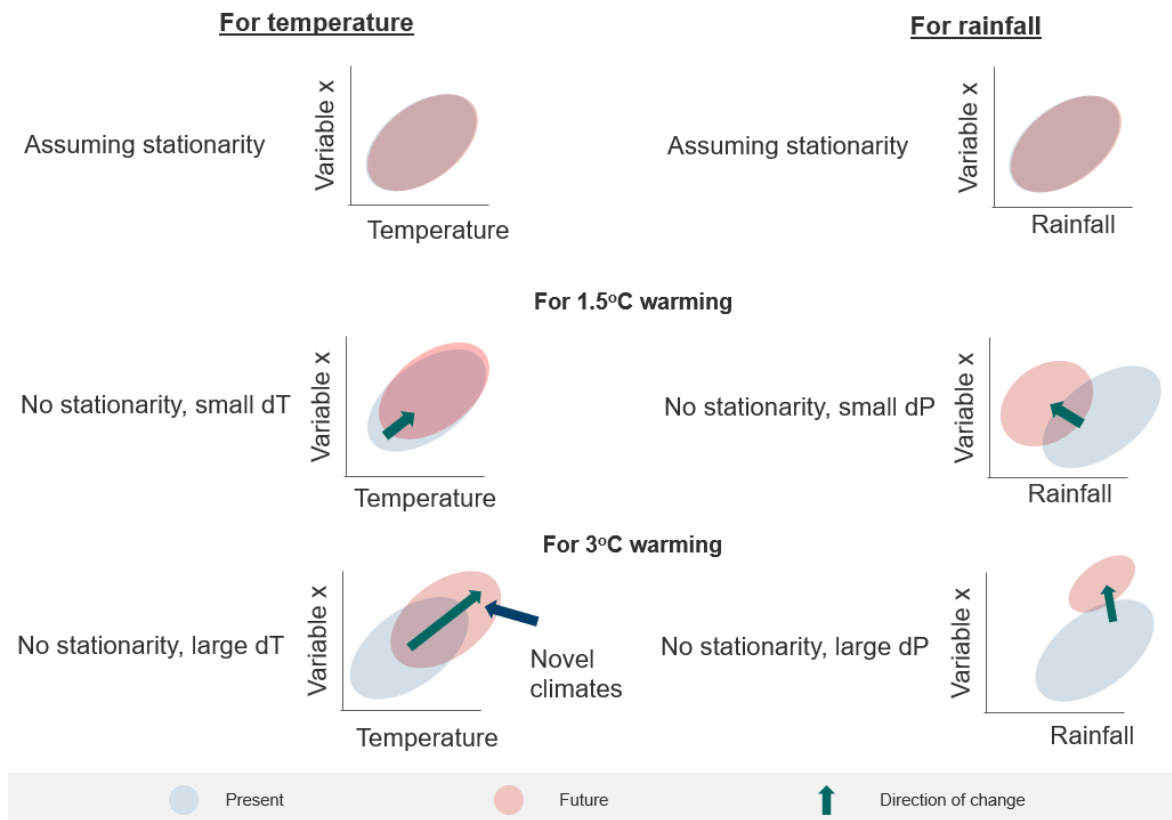 For temperature
For rainfall
Assuming stationarity
Variable x
Temperature
Assuming stationarity
Variable x
Rainfall
For 1.5°C warming
No stationarity, small dT
Variable x
Temperature
No stationarity, small dP
Variable x
Rainfall
For 3°C warming
No stationarity, large dT
Variable x
Temperature
Novel
climates
No stationarity, large dP
Variable x
Rainfall
Present
Future
Direction of change